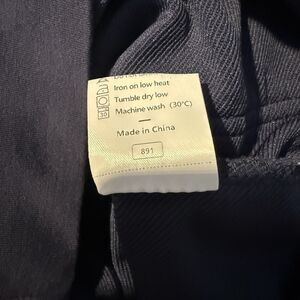 Iron on low heat
Tumble dry low
Machine wash (30°C)
Made in China
891